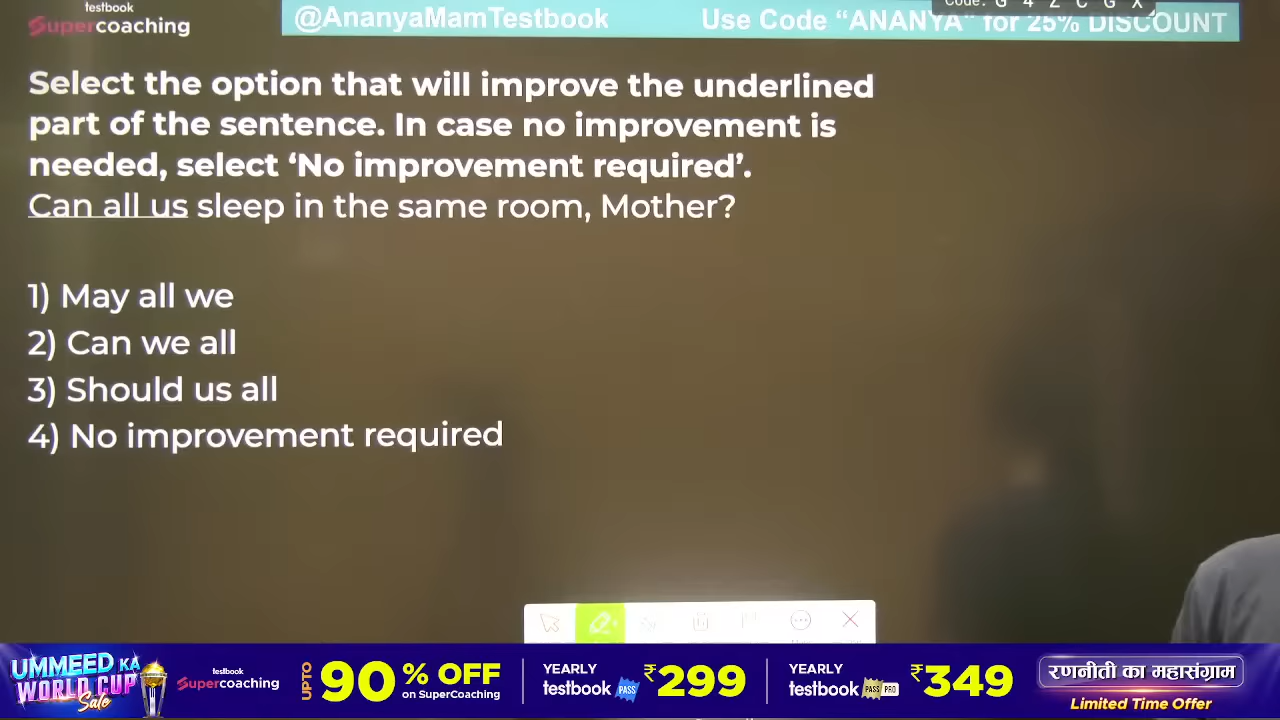 testbook
Supercoaching
@AnanyaMamTestbook
Use Code “ANANYA” for 25% DISCOUNT
Code: G 4 Z C G X
Select the option that will improve the underlined
part of the sentence. In case no improvement is
needed, select ‘No improvement required’.
Can all us sleep in the same room, Mother?
1) May all we
2) Can we all
3) Should us all
4) No improvement required
UMMEED KA
WORLD CUP
Sale
testbook
Supercoaching
UPTO
90% OFF
on SuperCoaching
YEARLY
testbook PASS
₹299
YEARLY
testbook PASS PRO
₹349
रणनीती का महासंग्राम
Limited Time Offer